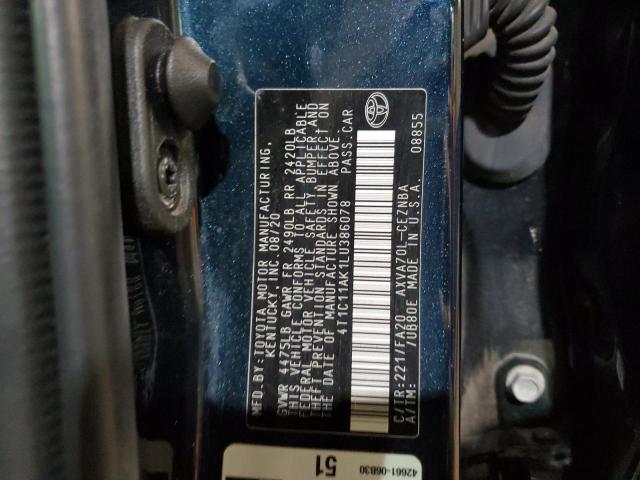 MFD.BY:TOYOTA MOTOR MANUFACTURING,
KENTUCKY, INC. 08/20
GVWR 4475LB GAWR FR 2490LB RR 2420LB
THIS VEHICLE CONFORMS TO ALL APPLICABLE
FEDERAL MOTOR VEHICLE SAFETY, BUMPER AND
THEFT PREVENTION STANDARDS IN EFFECT ON
THE DATE OF MANUFACTURE SHOWN ABOVE.
4T1C11AK1LU386078 PASS.CAR
C/TR:221/FA20 AXVA70L-CEZNBA
A/TM: /UB80E MADE IN U.S.A. 08855
42661-06B30
51